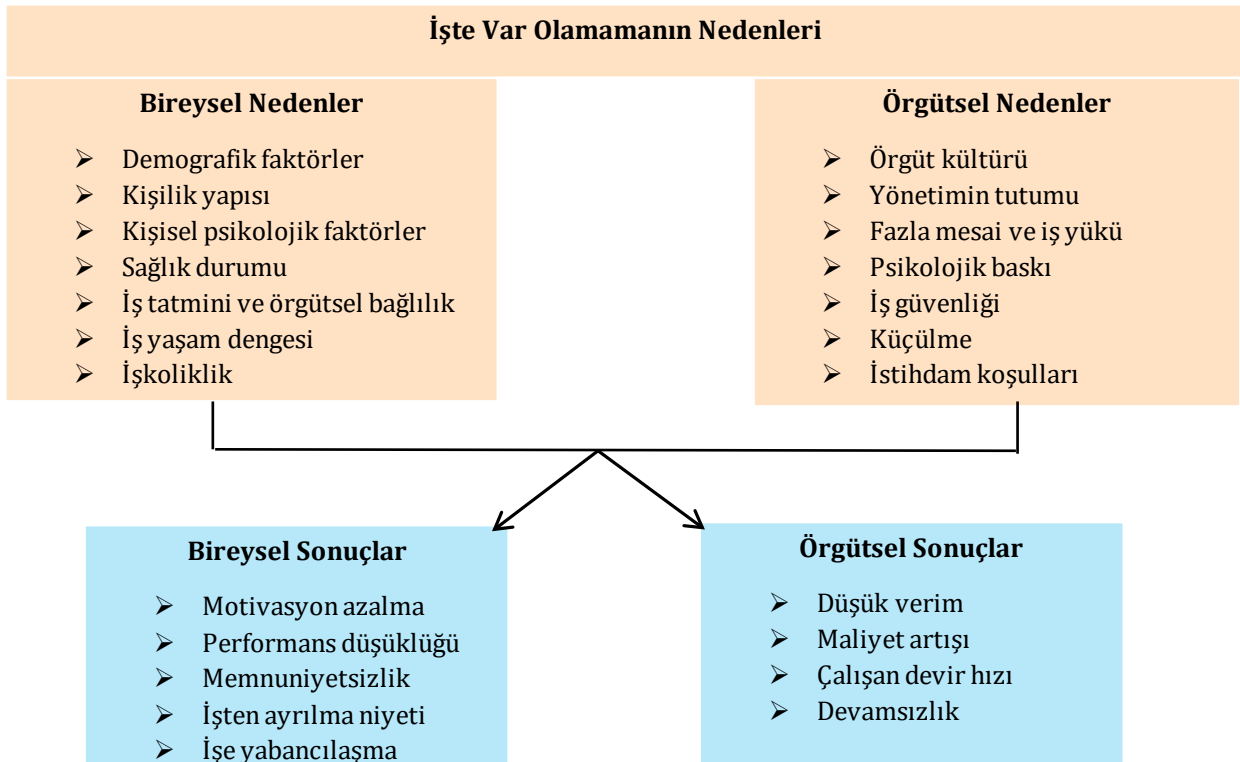 İşte Var Olamamanın Nedenleri
Bireysel Nedenler
➢ Demografik faktörler
➢ Kişilik yapısı
➢ Kişisel psikolojik faktörler
➢ Sağlık durumu
➢ İş tatmini ve örgütsel bağlılık
➢ İş yaşam dengesi
➢ İşkoliklik
Örgütsel Nedenler
➢ Örgüt kültürü
➢ Yönetimin tutumu
➢ Fazla mesai ve iş yükü
➢ Psikolojik baskı
➢ İş güvenliği
➢ Küçülme
➢ İstihdam koşulları
Bireysel Sonuçlar
➢ Motivasyon azalma
➢ Performans düşüklüğü
➢ Memnuniyetsizlik
➢ İşten ayrılma niyeti
➢ İşe yabancılaşma
Örgütsel Sonuçlar
➢ Düşük verim
➢ Maliyet artışı
➢ Çalışan devir hızı
➢ Devamsızlık